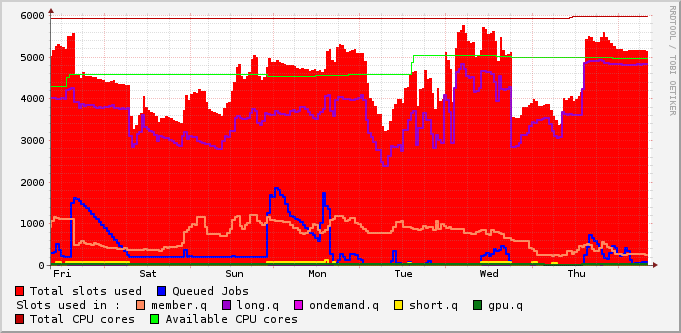 RRDTOOL / TOBI OETIKER
6000
5000
4000
3000
2000
1000
0
Fri Sat Sun Mon Tue Wed Thu
Total slots used Queued Jobs
Slots used in : member.q long.q ondemand.q short.q gpu.q
Total CPU cores Available CPU cores